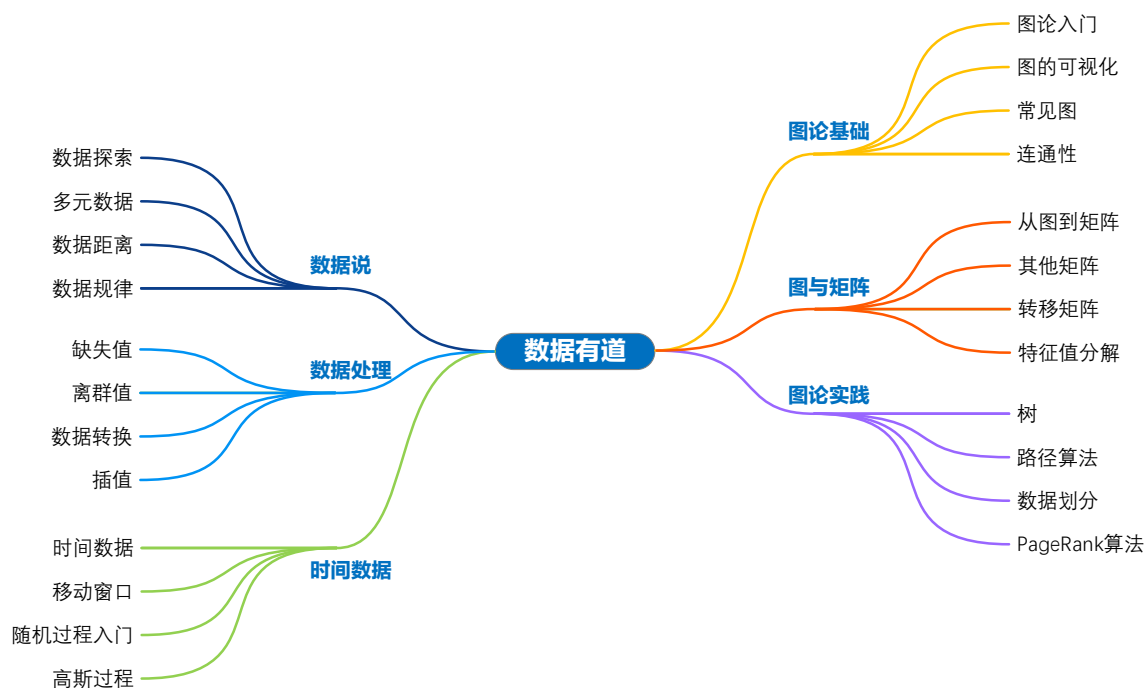 数据有道
数据说
数据探索
多元数据
数据距离
数据规律
数据处理
缺失值
离群值
数据转换
插值
时间数据
时间数据
移动窗口
随机过程入门
高斯过程
图论基础
图论入门
图的可视化
常见图
连通性
图与矩阵
从图到矩阵
其他矩阵
转移矩阵
特征值分解
图论实践
树
路径算法
数据划分
PageRank算法